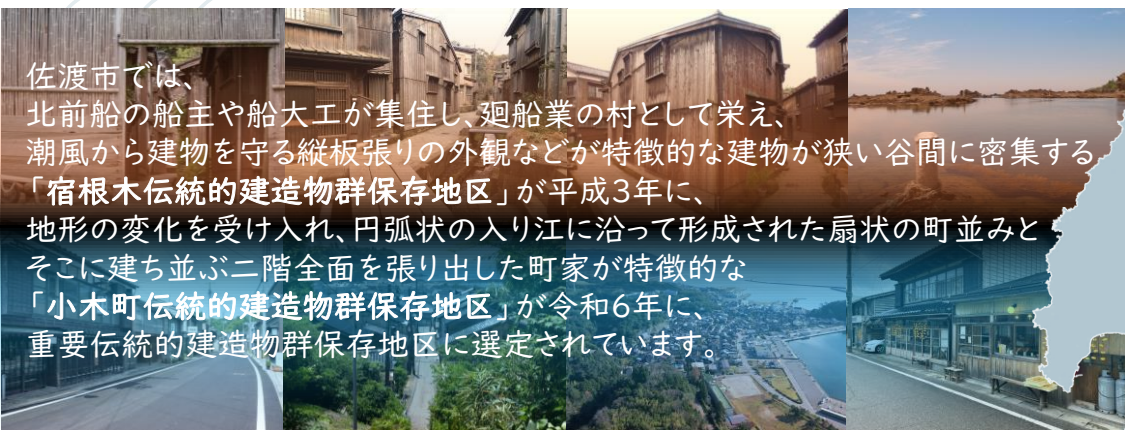 佐渡市では、
北前船の船主や船大工が集住し、廻船業の村として栄え、
潮風から建物を守る縦板張りの外観などが特徴的な建物が狭い谷間に密集する
「宿根木伝統的建造物群保存地区」が平成3年に、
地形の変化を受け入れ、円弧状の入り江に沿って形成された扇状の町並みと
そこに建ち並ぶ二階全面を張り出した町家が特徴的な
「小木町伝統的建造物群保存地区」が令和6年に、
重要伝統的建造物群保存地区に選定されています。